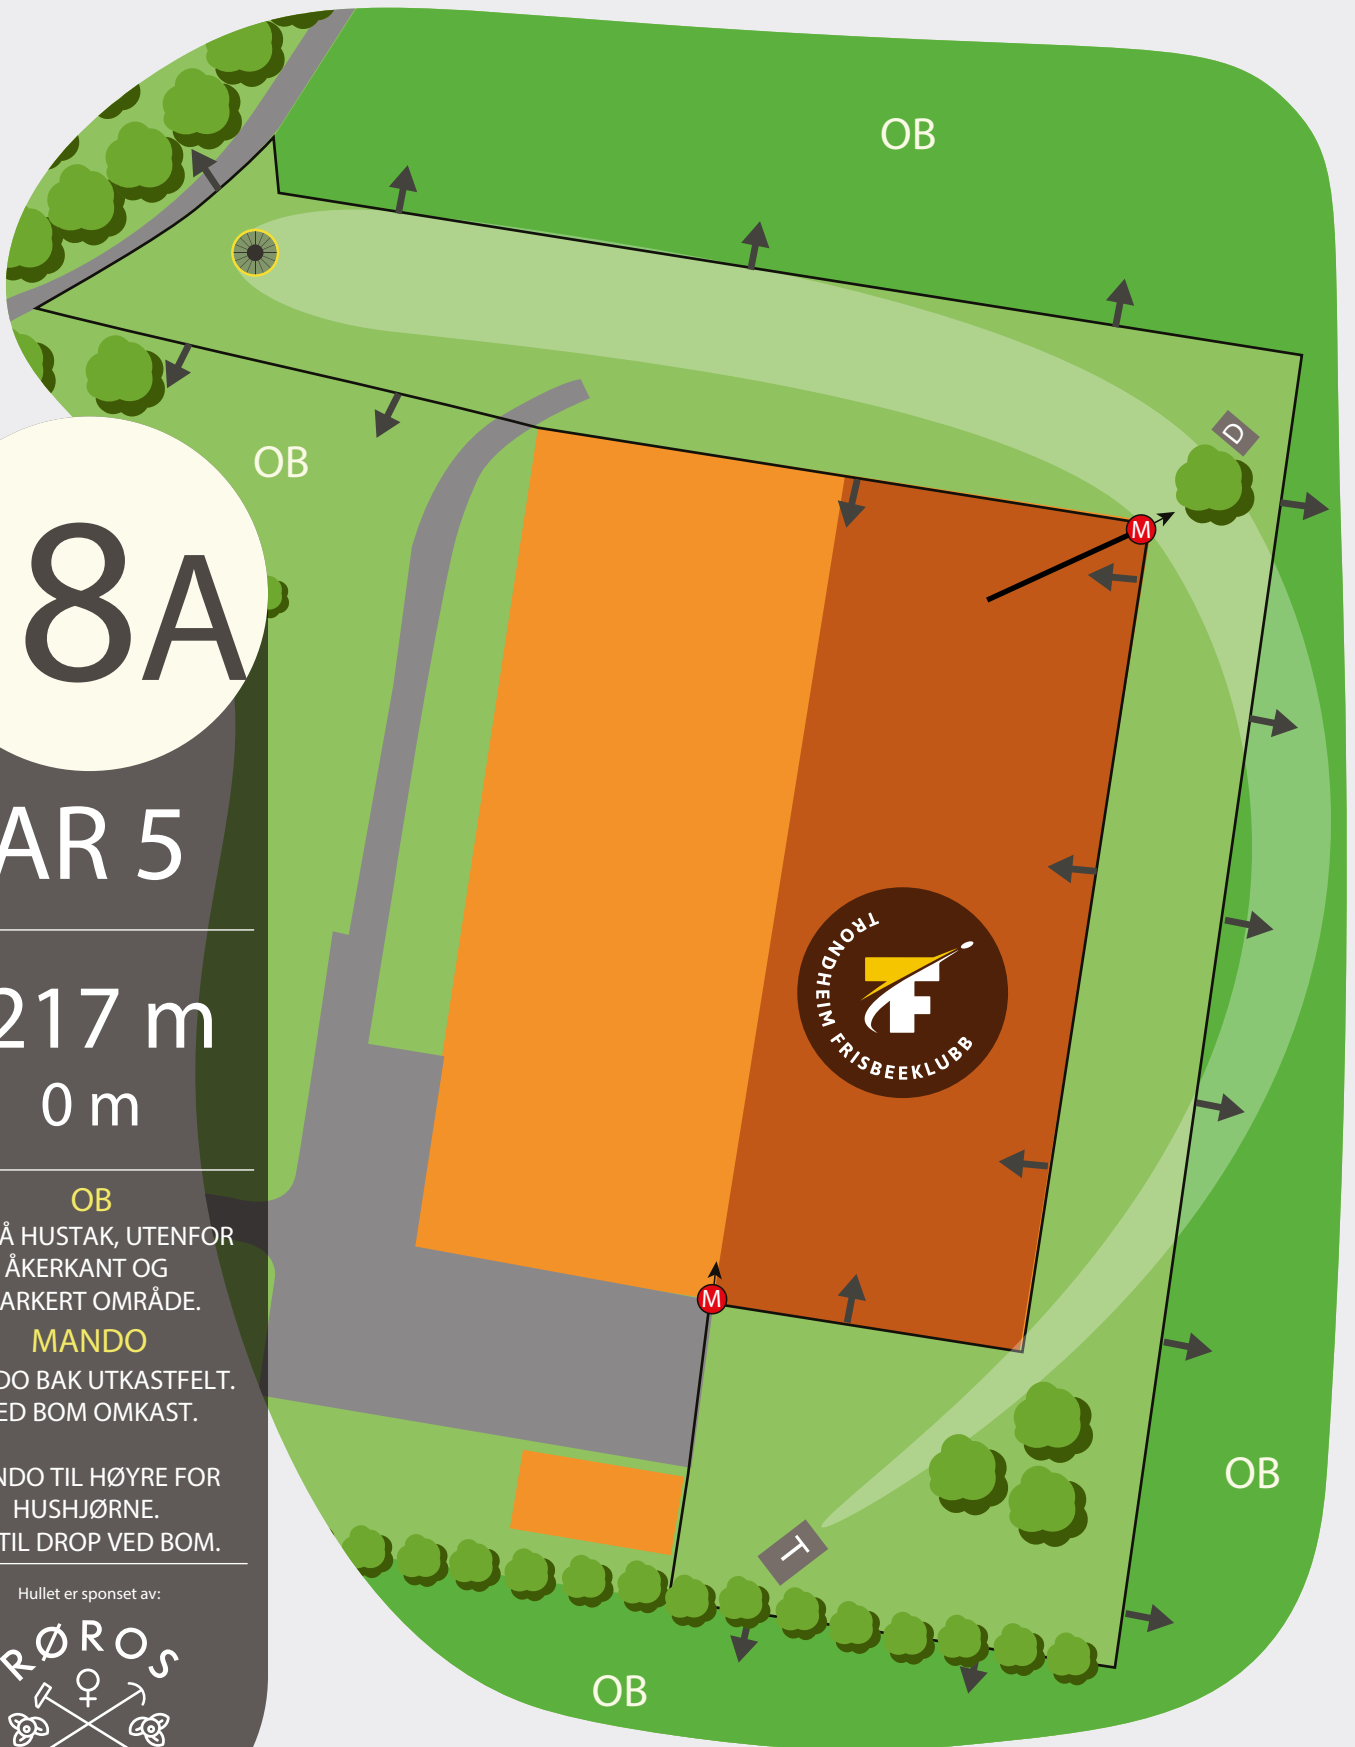 8A
AR 5
217 m
0 m
OB
Å HUSTAK, UTENFOR
ÅKERKANT OG
ARKERT OMRÅDE.
MANDO
DO BAK UTKASTFELT.
ED BOM OMKAST.
NDO TIL HØYRE FOR
HUSHJØRNE.
TIL DROP VED BOM.
Hullet er sponset av:
RØROS
OB
OB
D
M
TRONDHEIM FRISBEEKLUBB
M
OB
T
OB